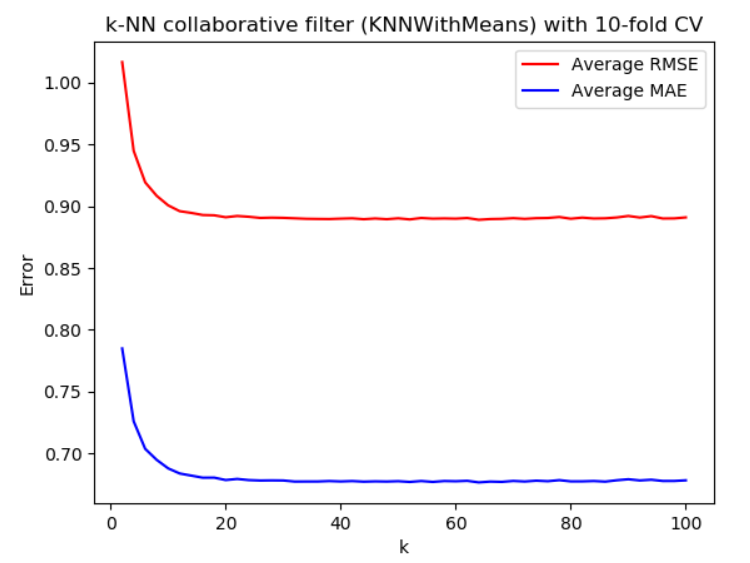 k-NN collaborative filter (KNNWithMeans) with 10-fold CV
Average RMSE
Average MAE
1.00
0.95
0.90
0.85
0.80
0.75
0.70
Error
0 20 40 60 80 100
k